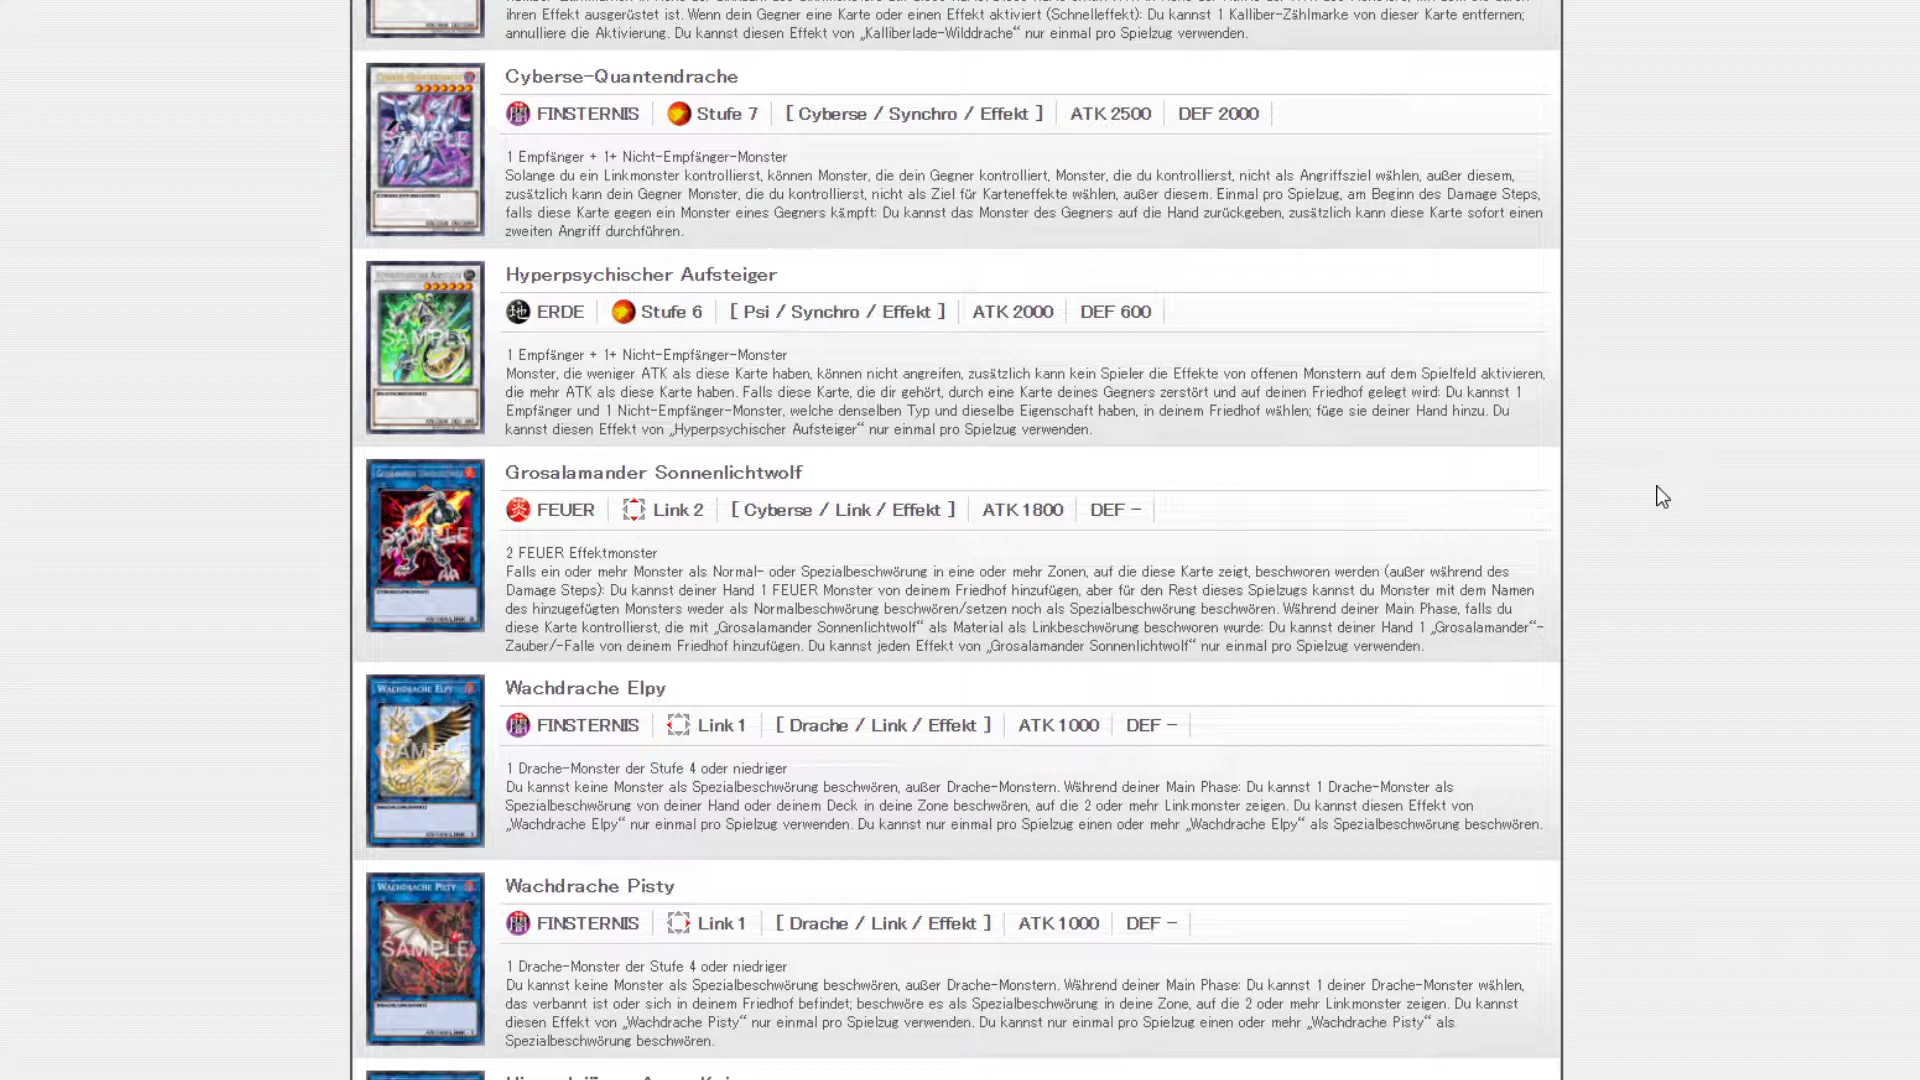 ihren Effekt ausgerüstet ist. Wenn dein Gegner eine Karte oder einen Effekt aktiviert (Schnelleffekt): Du kannst 1 Kalliber-Zählmarke von dieser Karte entfernen;
annulliere die Aktivierung. Du kannst diesen Effekt von „Kalliberlade-Wilddrache“ nur einmal pro Spielzug verwenden.
Cyberse-Quantendrache
FINSTERNIS Stufe 7 [ Cyberse / Synchro / Effekt ] ATK 2500 DEF 2000
SAMPLE
1 Empfänger + 1+ Nicht-Empfänger-Monster
Solange du ein Linkmonster kontrollierst, können Monster, die dein Gegner kontrolliert, Monster, die du kontrollierst, nicht als Angriffsziel wählen, außer diesem,
zusätzlich kann dein Gegner Monster, die du kontrollierst, nicht als Ziel für Karteneffekte wählen, außer diesem. Einmal pro Spielzug, am Beginn des Damage Steps,
falls diese Karte gegen ein Monster eines Gegners kämpft: Du kannst das Monster des Gegners auf die Hand zurückgeben, zusätzlich kann diese Karte sofort einen
zweiten Angriff durchführen.
Hyperpsychischer Aufsteiger
地 ERDE Stufe 6 [ Psi / Synchro / Effekt ] ATK 2000 DEF 600
SAMPLE
1 Empfänger + 1+ Nicht-Empfänger-Monster
Monster, die weniger ATK als diese Karte haben, können nicht angreifen, zusätzlich kann kein Spieler die Effekte von offenen Monstern auf dem Spielfeld aktivieren,
die mehr ATK als diese Karte haben. Falls diese Karte, die dir gehört, durch eine Karte deines Gegners zerstört und auf deinen Friedhof gelegt wird: Du kannst 1
Empfänger und 1 Nicht-Empfänger-Monster, welche denselben Typ und dieselbe Eigenschaft haben, in deinem Friedhof wählen; füge sie deiner Hand hinzu. Du
kannst diesen Effekt von „Hyperpsychischer Aufsteiger“ nur einmal pro Spielzug verwenden.
Grosalamander Sonnenlichtwolf
炎 FEUER Link 2 [ Cyberse / Link / Effekt ] ATK 1800 DEF -
SAMPLE
2 FEUER Effektmonster
Falls ein oder mehr Monster als Normal- oder Spezialbeschwörung in eine oder mehr Zonen, auf die diese Karte zeigt, beschworen werden (außer während des
Damage Steps): Du kannst deiner Hand 1 FEUER Monster von deinem Friedhof hinzufügen, aber für den Rest dieses Spielzugs kannst du Monster mit dem Namen
des hinzugefügten Monsters weder als Normalbeschwörung beschwören/setzen noch als Spezialbeschwörung beschwören. Während deiner Main Phase, falls du
diese Karte kontrollierst, die mit „Grosalamander Sonnenlichtwolf“ als Material als Linkbeschwörung beschworen wurde: Du kannst deiner Hand 1 „Grosalamander“-
Zauber/-Falle von deinem Friedhof hinzufügen. Du kannst jeden Effekt von „Grosalamander Sonnenlichtwolf“ nur einmal pro Spielzug verwenden.
Wachdrache Elpy
WACHDRACHE ELPY
FINSTERNIS Link 1 [ Drache / Link / Effekt ] ATK 1000 DEF -
SAMPLE
1 Drache-Monster der Stufe 4 oder niedriger
Du kannst keine Monster als Spezialbeschwörung beschwören, außer Drache-Monstern. Während deiner Main Phase: Du kannst 1 Drache-Monster als
Spezialbeschwörung von deiner Hand oder deinem Deck in deine Zone beschwören, auf die 2 oder mehr Linkmonster zeigen. Du kannst diesen Effekt von
„Wachdrache Elpy“ nur einmal pro Spielzug verwenden. Du kannst nur einmal pro Spielzug einen oder mehr „Wachdrache Elpy“ als Spezialbeschwörung beschwören.
Wachdrache Pisty
WACHDRACHE PISTY
FINSTERNIS Link 1 [ Drache / Link / Effekt ] ATK 1000 DEF -
SAMPLE
1 Drache-Monster der Stufe 4 oder niedriger
Du kannst keine Monster als Spezialbeschwörung beschwören, außer Drache-Monstern. Während deiner Main Phase: Du kannst 1 deiner Drache-Monster wählen,
das verbannt ist oder sich in deinem Friedhof befindet; beschwöre es als Spezialbeschwörung in deine Zone, auf die 2 oder mehr Linkmonster zeigen. Du kannst
diesen Effekt von „Wachdrache Pisty“ nur einmal pro Spielzug verwenden. Du kannst nur einmal pro Spielzug einen oder mehr „Wachdrache Pisty“ als
Spezialbeschwörung beschwören.